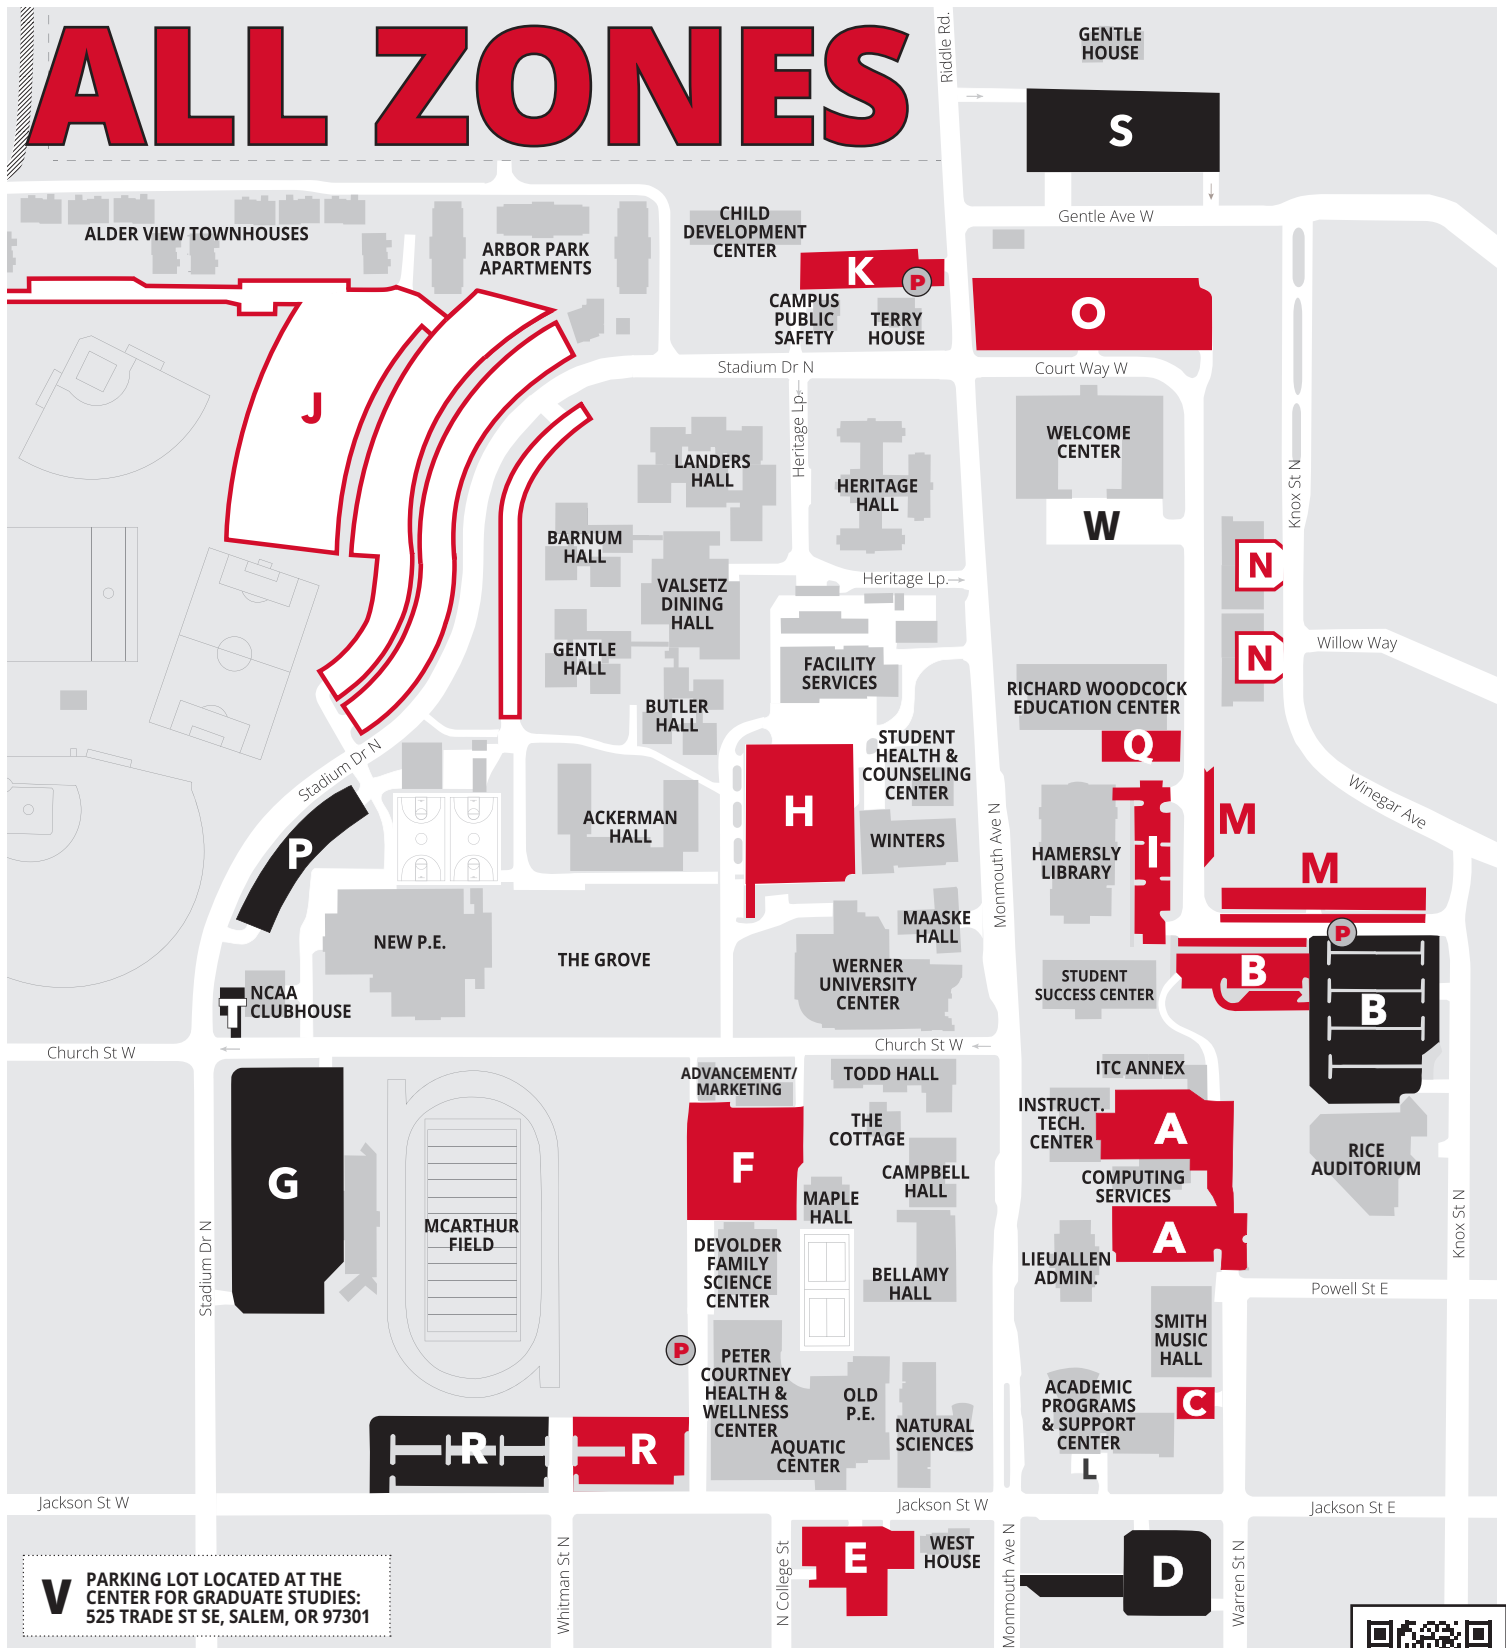 ALL ZONES
Riddle Rd.
GENTLE
HOUSE
S
Gentle Ave W
ALDER VIEW TOWNHOUSES
ARBOR PARK
APARTMENTS
CHILD
DEVELOPMENT
CENTER
K
P
CAMPUS
PUBLIC
SAFETY
TERRY
HOUSE
O
Stadium Dr N
Court Way W
J
Heritage Lp.
LANDERS
HALL
HERITAGE
HALL
WELCOME
CENTER
W
Knox St N
BARNUM
HALL
VALSETZ
DINING
HALL
Heritage Lp.
N
N
Willow Way
GENTLE
HALL
FACILITY
SERVICES
BUTLER
HALL
RICHARD WOODCOCK
EDUCATION CENTER
Q
Stadium Dr N
STUDENT
HEALTH &
COUNSELING
CENTER
H
Monmouth Ave N
Winegar Ave
P
ACKERMAN
HALL
WINTERS
HAMERSLY
LIBRARY
I
M
M
P
NEW P.E.
THE GROVE
MAASKE
HALL
WERNER
UNIVERSITY
CENTER
STUDENT
SUCCESS CENTER
B
B
T
NCAA
CLUBHOUSE
Church St W
Church St W
ADVANCEMENT/
MARKETING
TODD HALL
ITC ANNEX
THE
COTTAGE
INSTRUCT.
TECH.
CENTER
A
RICE
AUDITORIUM
G
F
CAMPBELL
HALL
COMPUTING
SERVICES
MAPLE
HALL
MCARTHUR
FIELD
A
Stadium Dr N
Knox St N
DEVOLDER
FAMILY
SCIENCE
CENTER
BELLAMY
HALL
LIEUALLEN
ADMIN.
Powell St E
P
SMITH
MUSIC
HALL
PETER
COURTNEY
HEALTH &
WELLNESS
CENTER
OLD
P.E.
ACADEMIC
PROGRAMS
& SUPPORT
CENTER
C
NATURAL
SCIENCES
AQUATIC
CENTER
R
R
L
Jackson St W
Jackson St W
Jackson St E
Whitman St N
N College St
E
WEST
HOUSE
Monmouth Ave N
D
Warren St N
V
PARKING LOT LOCATED AT THE
CENTER FOR GRADUATE STUDIES:
525 TRADE ST SE, SALEM, OR 97301